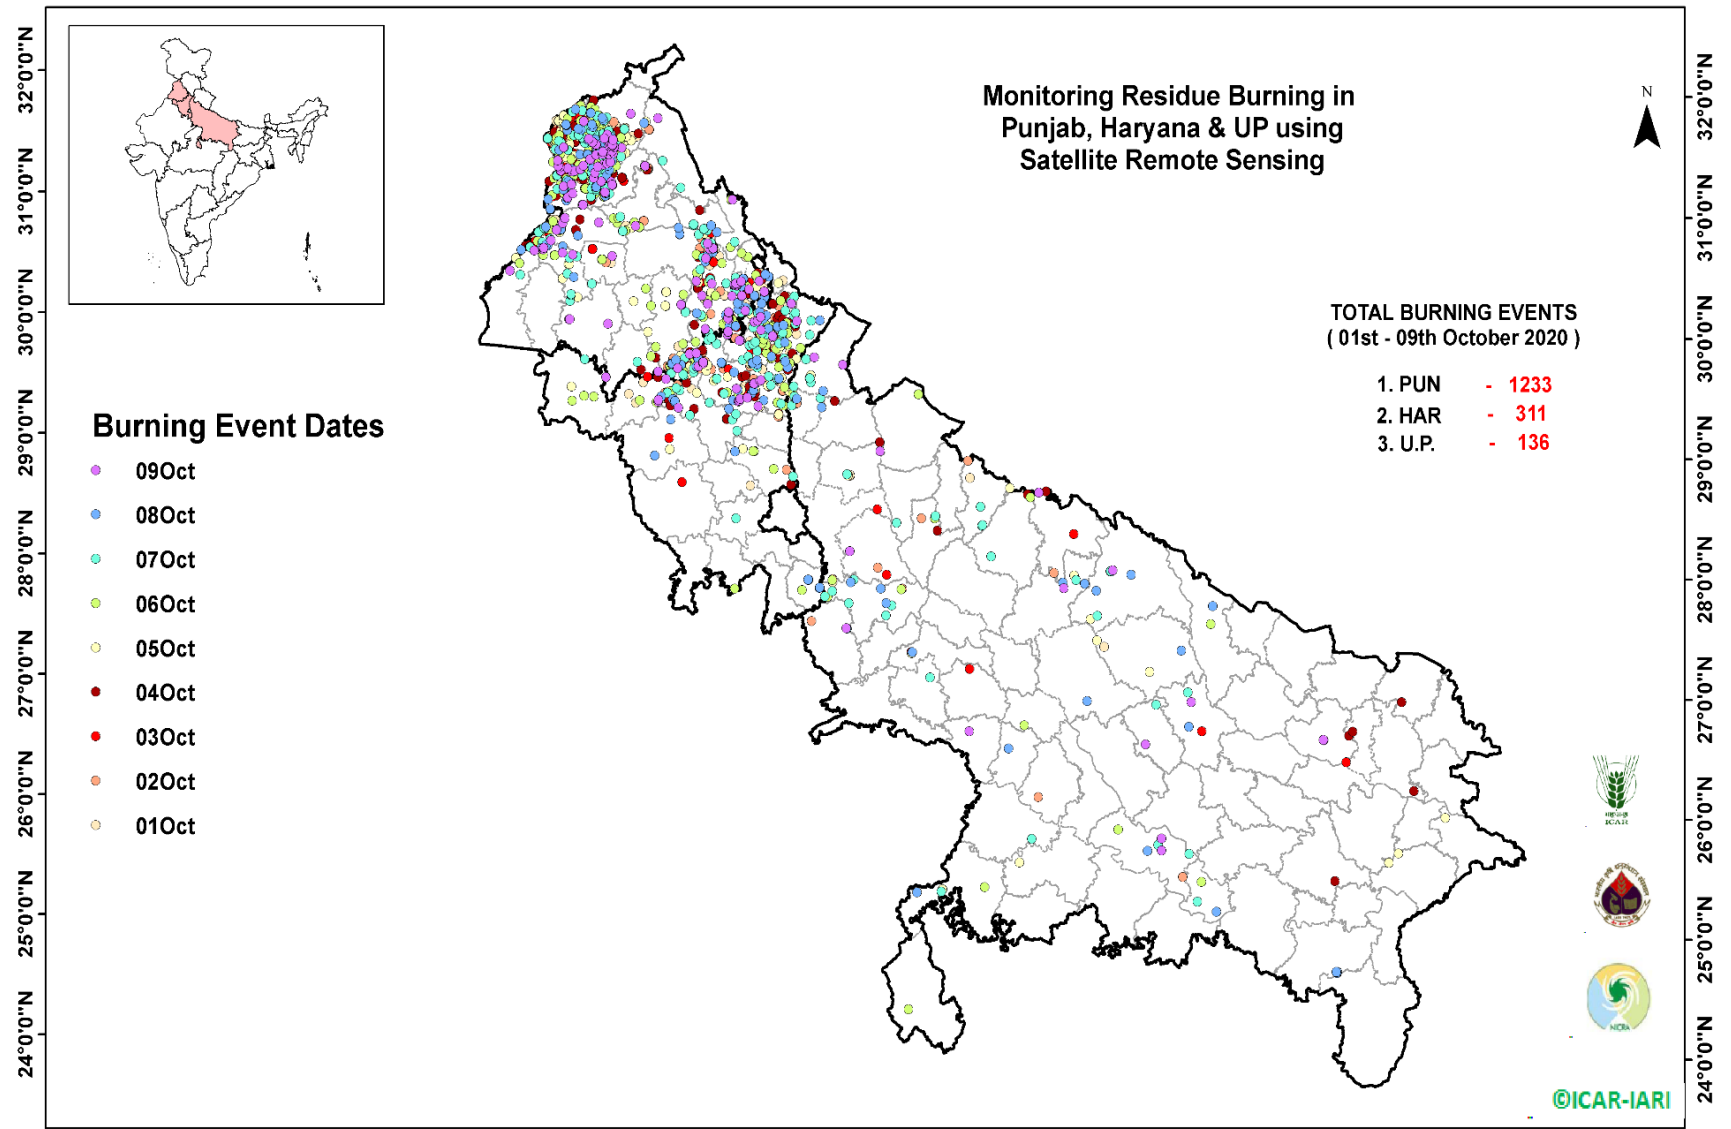 Monitoring Residue Burning in
Punjab, Haryana & UP using
Satellite Remote Sensing
N
TOTAL BURNING EVENTS
( 01st - 09th October 2020 )
1. PUN - 1233
2. HAR - 311
3. U.P. - 136
Burning Event Dates
09Oct
08Oct
07Oct
06Oct
05Oct
04Oct
03Oct
02Oct
01Oct
32°0'0"N
31°0'0"N
30°0'0"N
29°0'0"N
28°0'0"N
27°0'0"N
26°0'0"N
25°0'0"N
24°0'0"N
32°0'0"N
31°0'0"N
30°0'0"N
29°0'0"N
28°0'0"N
27°0'0"N
26°0'0"N
25°0'0"N
24°0'0"N
ICAR
NICRA
©ICAR-IARI